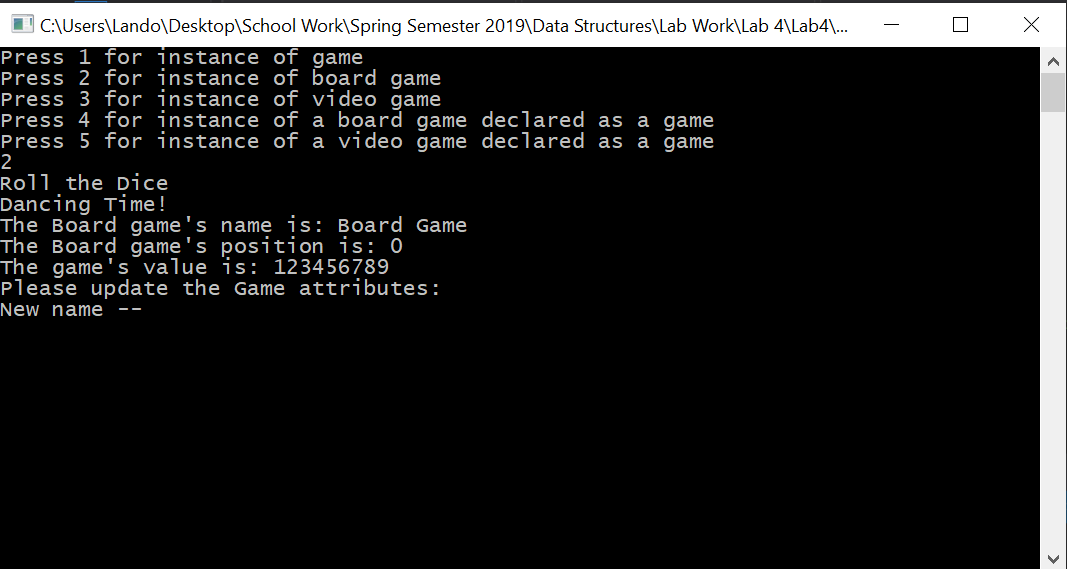 C:\Users\Lando\Desktop\School Work\Spring Semester 2019\Data Structures\Lab Work\Lab 4\Lab4\...
Press 1 for instance of game
Press 2 for instance of board game
Press 3 for instance of video game
Press 4 for instance of a board game declared as a game
Press 5 for instance of a video game declared as a game
2
Roll the Dice
Dancing Time!
The Board game's name is: Board Game
The Board game's position is: 0
The game's value is: 123456789
Please update the Game attributes:
New name --